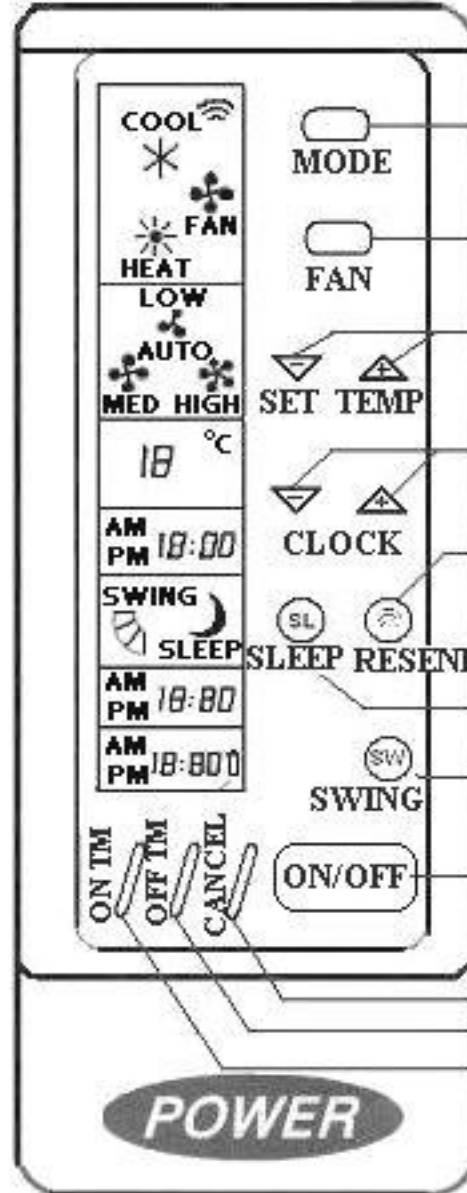 COOL
MODE
FAN
HEAT
FAN
LOW
AUTO
MED HIGH
− +
SET TEMP
18 °C
− +
CLOCK
AM
PM 18:00
SWING
SLEEP
SL
SLEEP RESEN
AM
PM 18:80
AM
PM 18:80
SW
SWING
ON TM
OFF TM
CANCEL
ON/OFF
POWER